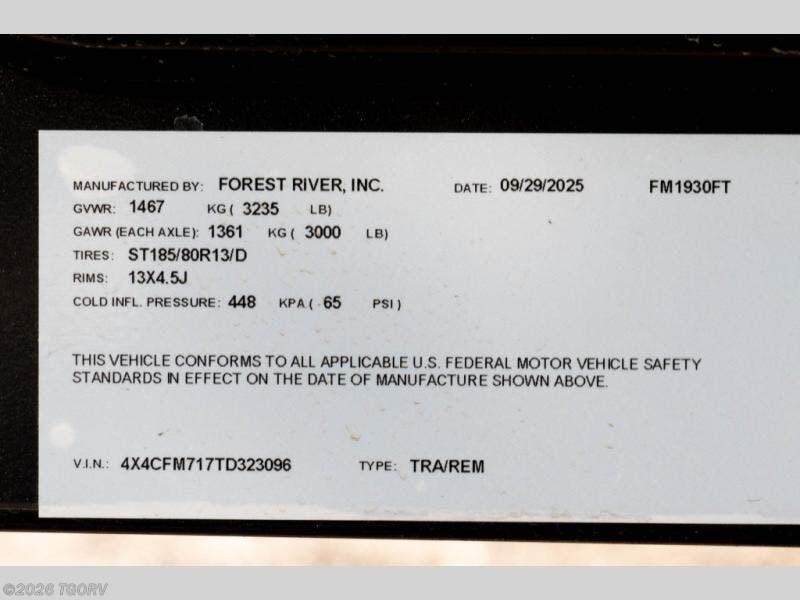 MANUFACTURED BY: FOREST RIVER, INC. DATE: 09/29/2025 FM1930FT
GVWR: 1467 KG ( 3235 LB)
GAWR (EACH AXLE): 1361 KG ( 3000 LB)
TIRES: ST185/80R13/D
RIMS: 13X4.5J
COLD INFL. PRESSURE: 448 KPA ( 65 PSI )
THIS VEHICLE CONFORMS TO ALL APPLICABLE U.S. FEDERAL MOTOR VEHICLE SAFETY
STANDARDS IN EFFECT ON THE DATE OF MANUFACTURE SHOWN ABOVE.
V.I.N.: 4X4CFM717TD323096 TYPE: TRA/REM
©2026 TGORV